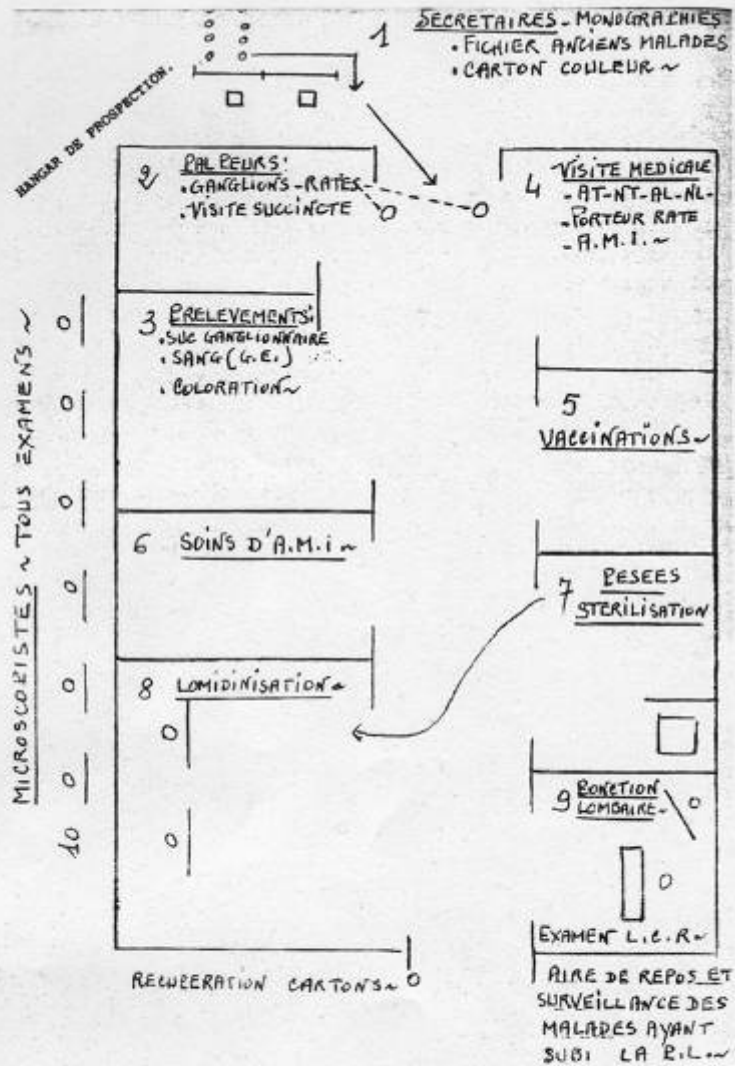 HANGAR DE PROSPECTION.
1
SECRETAIRES - MONOGRAPHIES
• FICHIER ANCIENS MALADES
• CARTON COULEUR ~
2 PALPEURS:
• GANGLIONS - RATES
• VISITE SUCCINCTE
4 VISITE MEDICALE
- AT-NT-AL-NL-
- PORTEUR RATE
- A.M.I. ~
3 PRELEVEMENTS:
• SUC GANGLIONNAIRE
• SANG (G.E.)
• COLORATION ~
5
VACCINATIONS ~
6 SOINS D'A.M.I ~
7 PESEES
STERILISATION
8 LOMIDINISATION ~
9 PONCTION
LOMBAIRE -
EXAMEN L.C.R ~
10 MICROSCOPISTES ~ TOUS EXAMENS ~
RECUPERATION CARTONS ~
AIRE DE REPOS ET
SURVEILLANCE DES
MALADES AYANT
SUBI LA P.L. ~